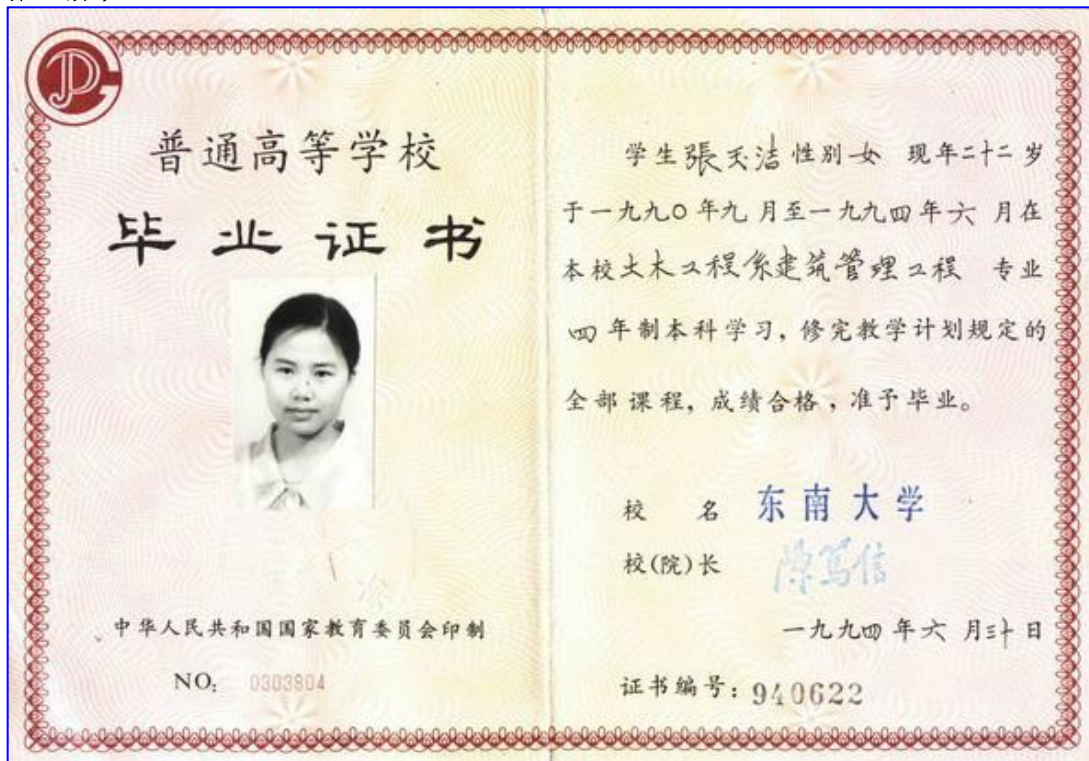 普通高等学校
毕业证书
中华人民共和国国家教育委员会印制
NO: 0303804
学生張玉洁性别女 现年二十二岁
于一九九〇年九月至一九九四年六月在
本校土木工程系建筑管理工程 专业
四年制本科学习，修完教学计划规定的
全部课程，成绩合格，准予毕业。
校 名 东南大学
校(院)长 陈笃信
一九九四年六月三十日
证书编号：940622